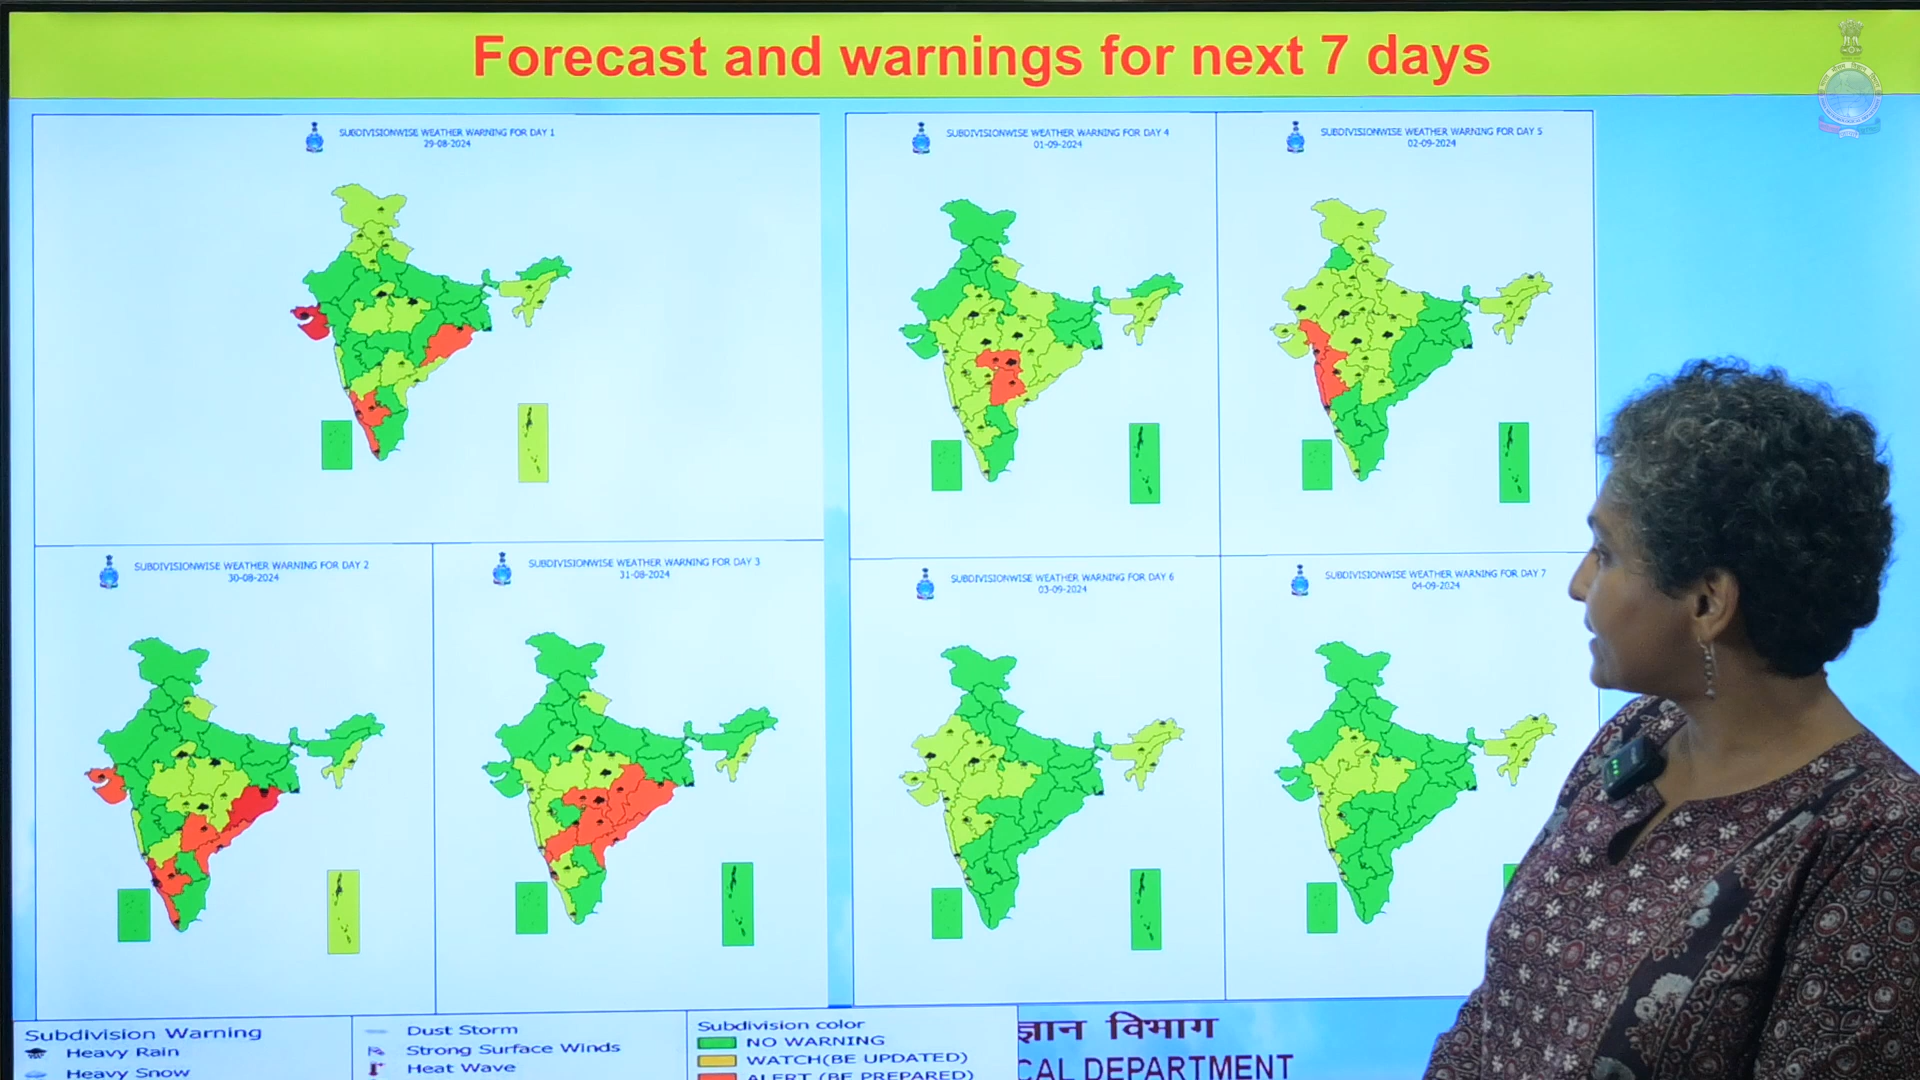 Forecast and warnings for next 7 days
SUBDIVISIONWISE WEATHER WARNING FOR DAY 1
29-08-2024
SUBDIVISIONWISE WEATHER WARNING FOR DAY 4
01-09-2024
SUBDIVISIONWISE WEATHER WARNING FOR DAY 5
02-09-2024
SUBDIVISIONWISE WEATHER WARNING FOR DAY 2
30-08-2024
SUBDIVISIONWISE WEATHER WARNING FOR DAY 3
31-08-2024
SUBDIVISIONWISE WEATHER WARNING FOR DAY 6
03-09-2024
SUBDIVISIONWISE WEATHER WARNING FOR DAY 7
04-09-2024
Subdivision Warning
Heavy Rain
Heavy Snow
Dust Storm
Strong Surface Winds
Heat Wave
Subdivision color
NO WARNING
WATCH(BE UPDATED)
ALERT (BE PREPARED)
ज्ञान विभाग
CAL DEPARTMENT